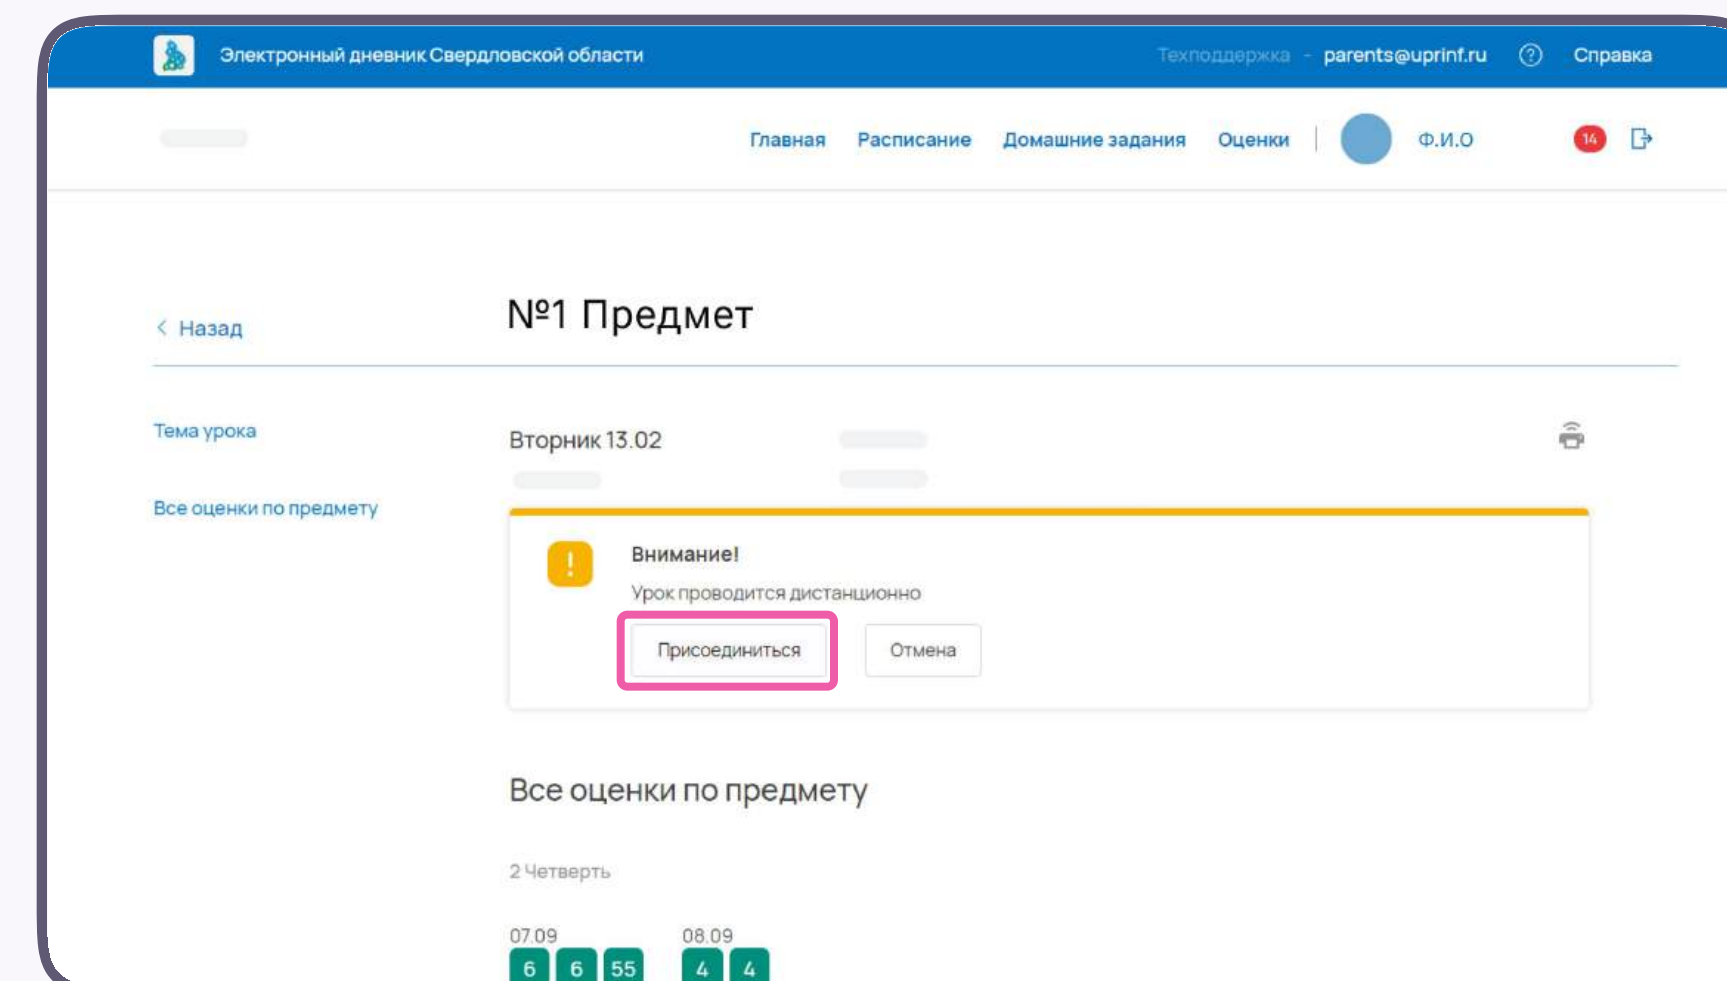 Электронный дневник Свердловской области
Техподдержка - parents@uprinf.ru ? Справка
Главная Расписание Домашние задания Оценки Ф.И.О 14
Назад
№1 Предмет
Тема урока
Вторник 13.02
Все оценки по предмету
!
Внимание!
Урок проводится дистанционно
Присоединиться Отмена
Все оценки по предмету
2 Четверть
07.09 08.09
6 6 55 4 4